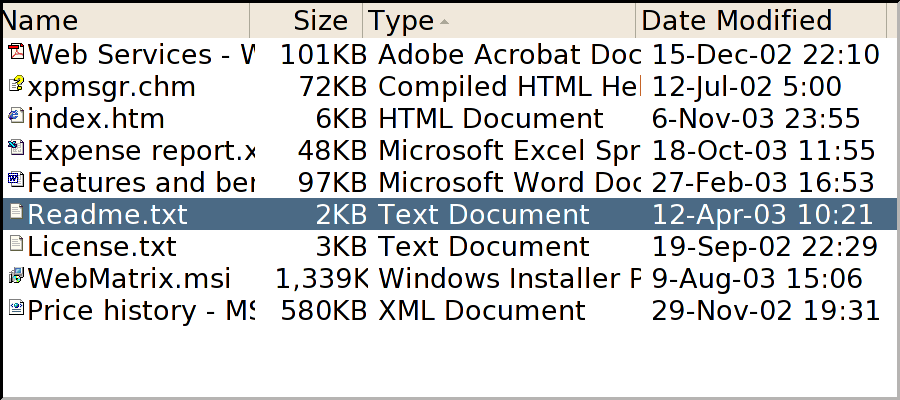 Name Size Type Date Modified
Web Services - W 101KB Adobe Acrobat Doc 15-Dec-02 22:10
xpmsgr.chm 72KB Compiled HTML Hel 12-Jul-02 5:00
index.htm 6KB HTML Document 6-Nov-03 23:55
Expense report.x 48KB Microsoft Excel Spr 18-Oct-03 11:55
Features and ber 97KB Microsoft Word Doc 27-Feb-03 16:53
Readme.txt 2KB Text Document 12-Apr-03 10:21
License.txt 3KB Text Document 19-Sep-02 22:29
WebMatrix.msi 1,339K Windows Installer P 9-Aug-03 15:06
Price history - MS 580KB XML Document 29-Nov-02 19:31